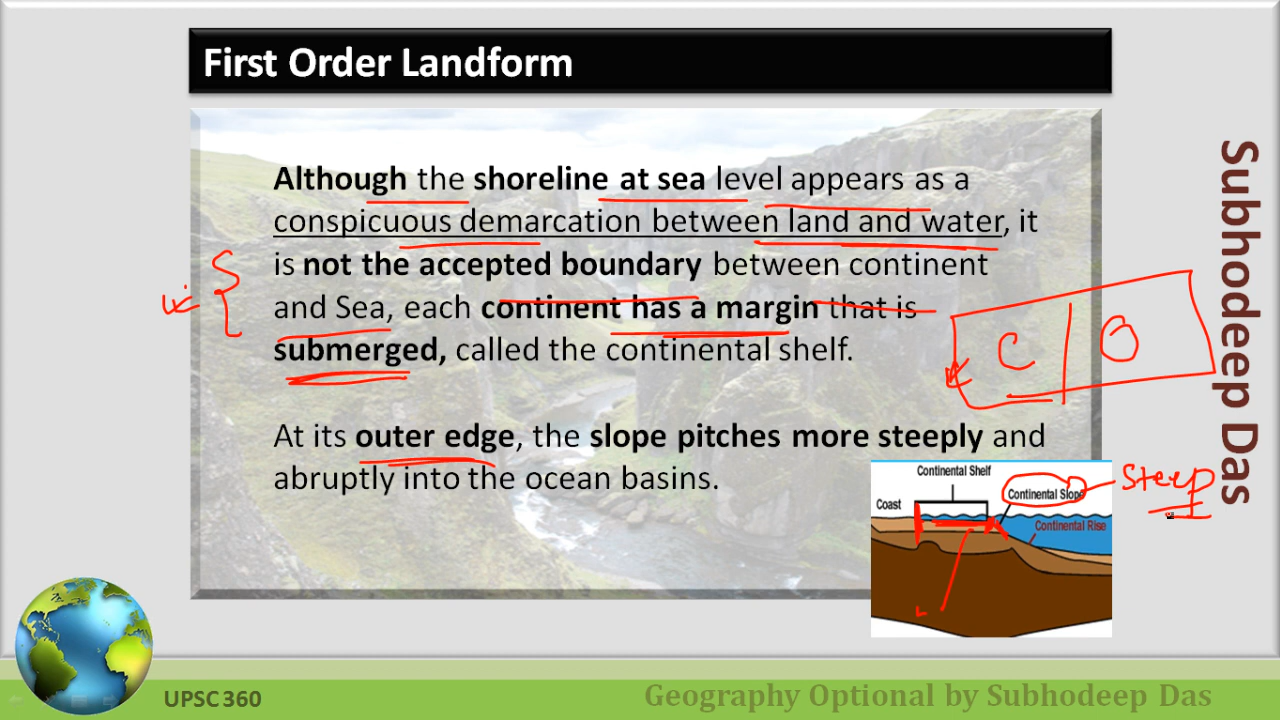 First Order Landform
Although the shoreline at sea level appears as a
conspicuous demarcation between land and water, it
is not the accepted boundary between continent
and Sea, each continent has a margin that is
submerged, called the continental shelf.
At its outer edge, the slope pitches more steeply and
abruptly into the ocean basins.
C
O
Continental Shelf
Coast
Continental Slope
Steep
Continental Rise
Subhodeep Das
UPSC 360
Geography Optional by Subhodeep Das